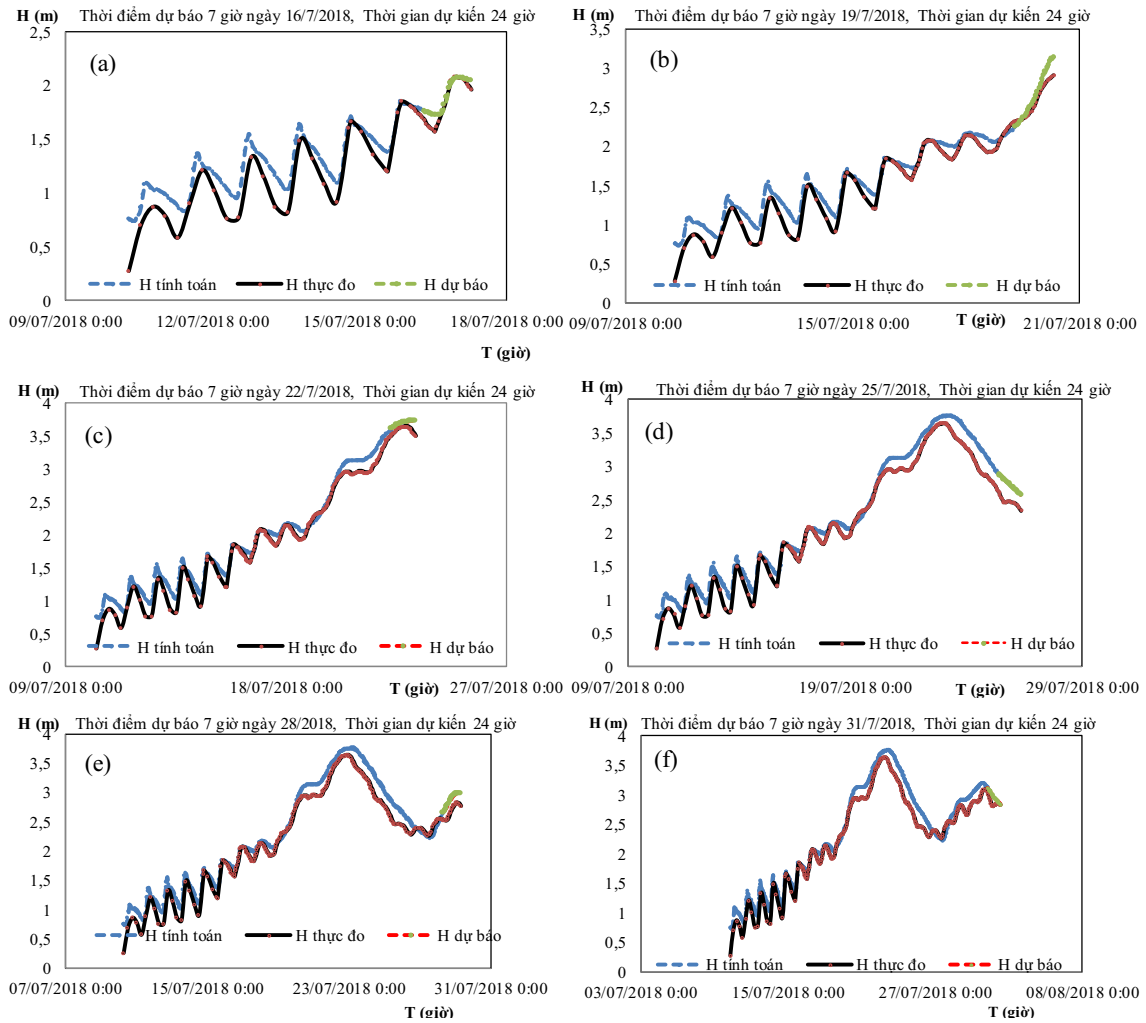 H (m) Thời điểm dự báo 7 giờ ngày 16/7/2018, Thời gian dự kiến 24 giờ
2,5
(a)
2
1,5
1
0,5
0
H tính toán H thực đo H dự báo
09/07/2018 0:00 12/07/2018 0:00 15/07/2018 0:00 18/07/2018 0:00
T (giờ)
H (m) Thời điểm dự báo 7 giờ ngày 19/7/2018, Thời gian dự kiến 24 giờ
3,5
(b)
3
2,5
2
1,5
1
0,5
0
H tính toán H thực đo H dự báo
09/07/2018 0:00 15/07/2018 0:00 21/07/2018 0:00
T (giờ)
H (m) Thời điểm dự báo 7 giờ ngày 22/7/2018, Thời gian dự kiến 24 giờ
4
(c)
3,5
3
2,5
2
1,5
1
0,5
0
H tính toán H thực đo H dự báo
09/07/2018 0:00 18/07/2018 0:00 27/07/2018 0:00
T (giờ)
H (m) Thời điểm dự báo 7 giờ ngày 25/7/2018, Thời gian dự kiến 24 giờ
4
(d)
3,5
3
2,5
2
1,5
1
0,5
0
H tính toán H thực đo H dự báo
09/07/2018 0:00 19/07/2018 0:00 29/07/2018 0:00
T (giờ)
H (m) Thời điểm dự báo 7 giờ ngày 28/2018, Thời gian dự kiến 24 giờ
4
(e)
3,5
3
2,5
2
1,5
1
0,5
0
H tính toán H thực đo H dự báo
07/07/2018 0:00 15/07/2018 0:00 23/07/2018 0:00 31/07/2018 0:00
T (giờ)
H (m) Thời điểm dự báo 7 giờ ngày 31/7/2018, Thời gian dự kiến 24 giờ
4
(f)
3,5
3
2,5
2
1,5
1
0,5
0
H tính toán H thực đo H dự báo
03/07/2018 0:00 15/07/2018 0:00 27/07/2018 0:00 08/08/2018 0:00
T (giờ)